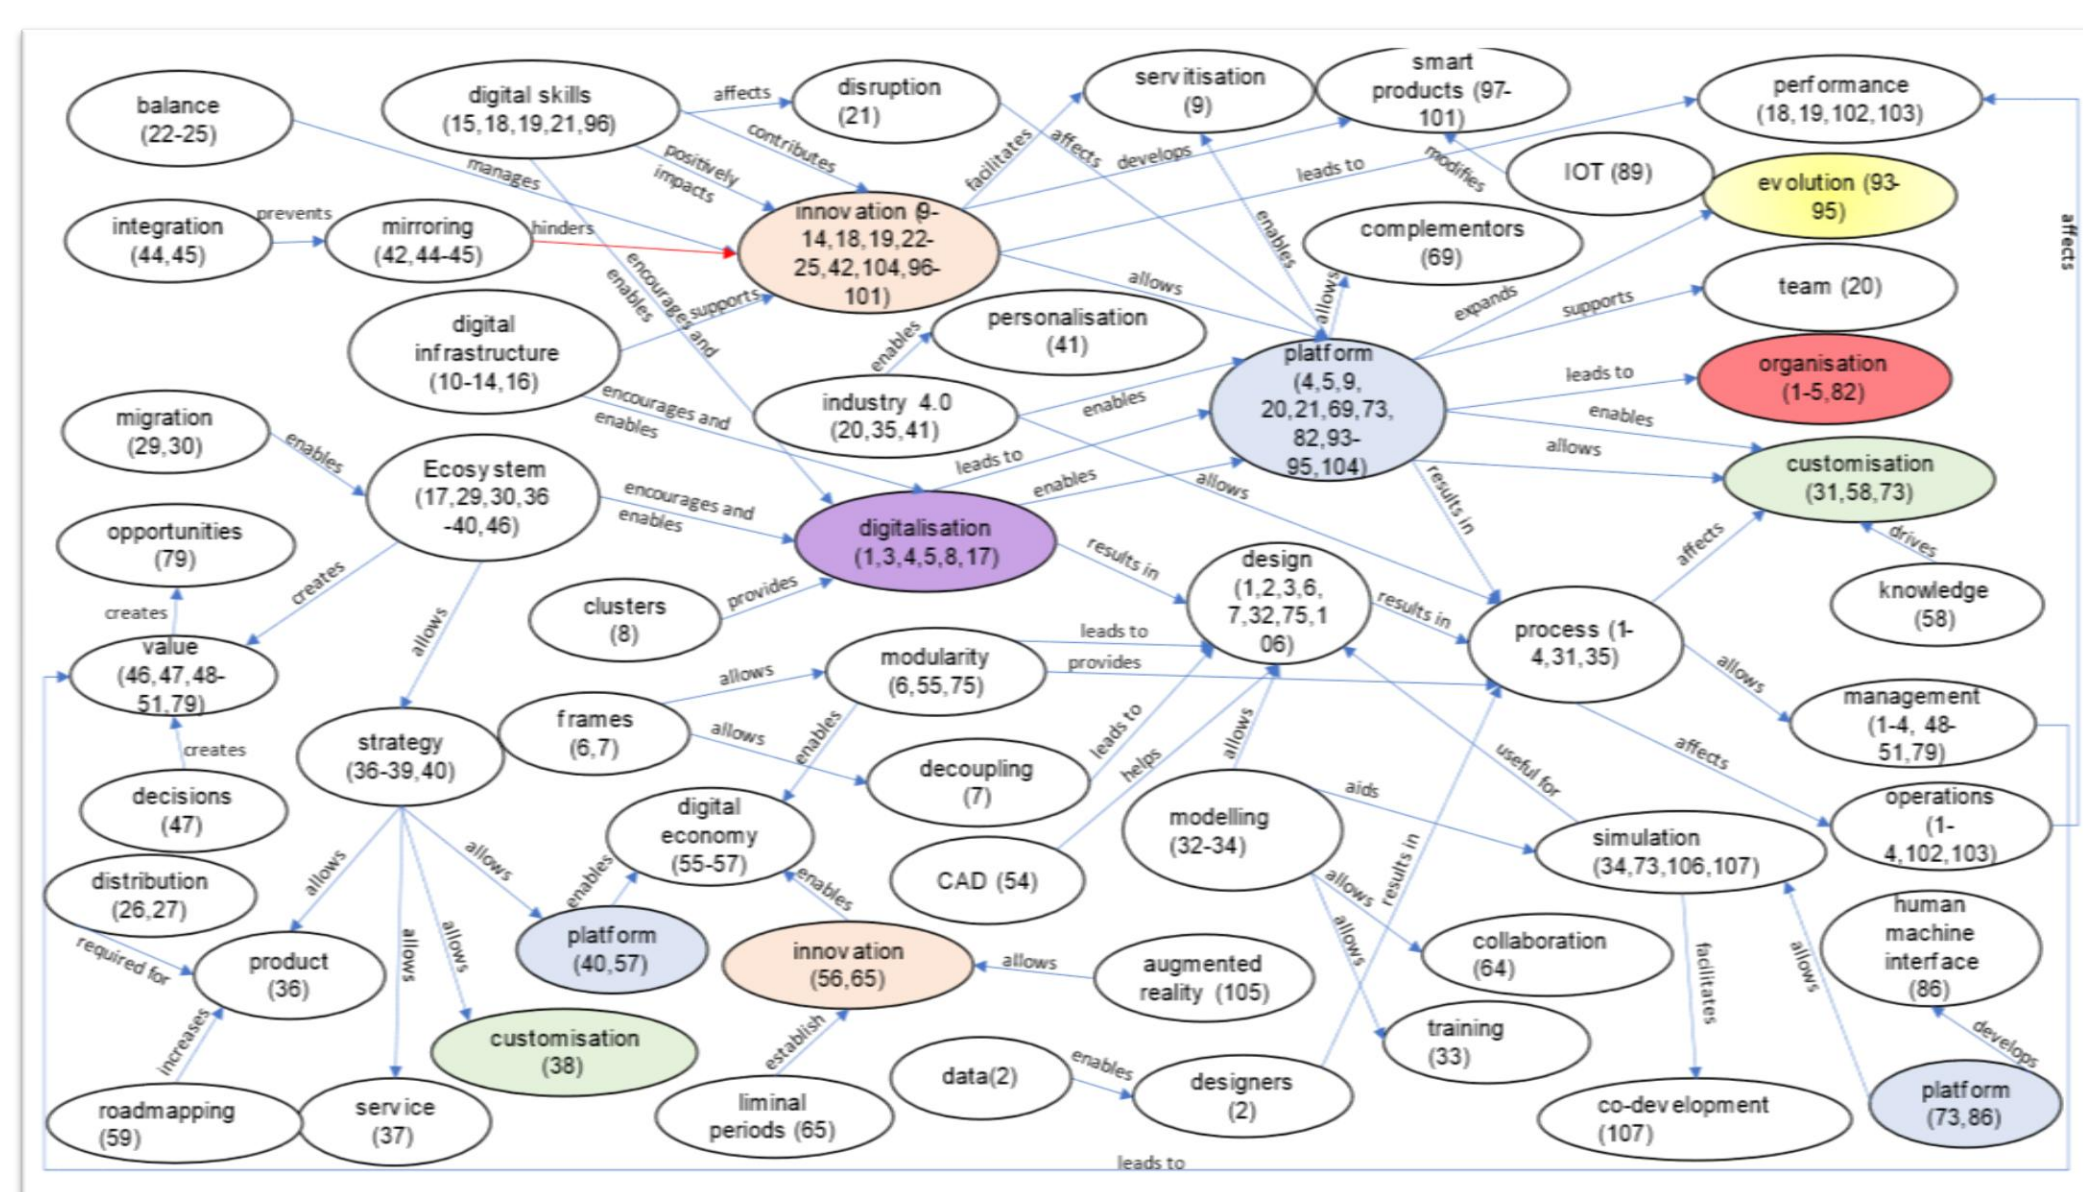 balance
(22-25)
digital skills
(15,18,19,21,96)
affects
disruption
(21)
servitisation
(9)
smart
products (97-
101)
performance
(18,19,102,103)
contributes
positively
impacts
manages
facilitates
affects
develops
leads to
modifies
IOT (89)
evolution (93-
95)
integration
(44,45)
prevents
mirroring
(42,44-45)
hinders
innovation (9-
14,18,19,22-
25,42,104,96-
101)
enables
complementors
(69)
affects
encourages and
enables
supports
allows
allows
expands
supports
team (20)
digital
infrastructure
(10-14,16)
personalisation
(41)
enables
platform
(4,5,9,
20,21,69,73,
82,93-
95,104)
leads to
organisation
(1-5,82)
migration
(29,30)
enables
encourages and
enables
industry 4.0
(20,35,41)
enables
enables
allows
customisation
(31,58,73)
Ecosystem
(17,29,30,36
-40,46)
leads to
enables
allows
results in
opportunities
(79)
encourages and
enables
digitalisation
(1,3,4,5,8,17)
results in
affects
drives
creates
creates
allows
clusters
(8)
provides
design
(1,2,3,6,
7,32,75,1
06)
results in
process (1-
4,31,35)
knowledge
(58)
value
(46,47,48-
51,79)
modularity
(6,55,75)
leads to
provides
allows
allows
management
(1-4, 48-
51,79)
creates
strategy
(36-39,40)
frames
(6,7)
allows
enables
decoupling
(7)
leads to
helps
allows
useful for
affects
decisions
(47)
digital
economy
(55-57)
modelling
(32-34)
aids
simulation
(34,73,106,107)
operations
(1-
4,102,103)
distribution
(26,27)
allows
allows
allows
allows
enables
enables
CAD (54)
allows
allows
results in
human
machine
interface
(86)
required for
product
(36)
platform
(40,57)
innovation
(56,65)
allows
augmented
reality (105)
collaboration
(64)
facilitates
allows
increases
customisation
(38)
establish
training
(33)
develops
roadmapping
(59)
service
(37)
liminal
periods (65)
data(2)
enables
designers
(2)
co-development
(107)
platform
(73,86)
leads to